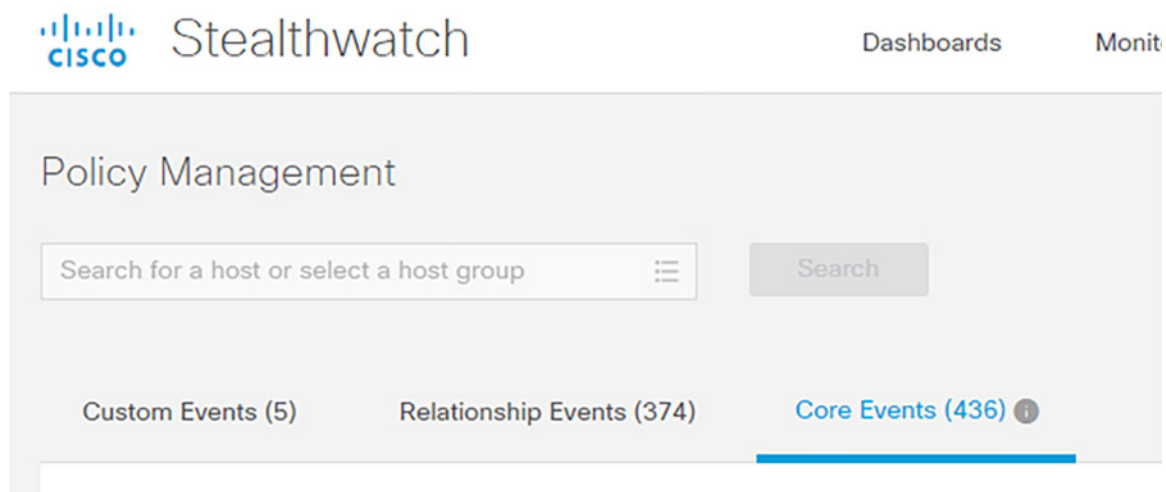 CISCO Stealthwatch Dashboards
Policy Management
Search for a host or select a host group Search
Custom Events (5) Relationship Events (374) Core Events (436)